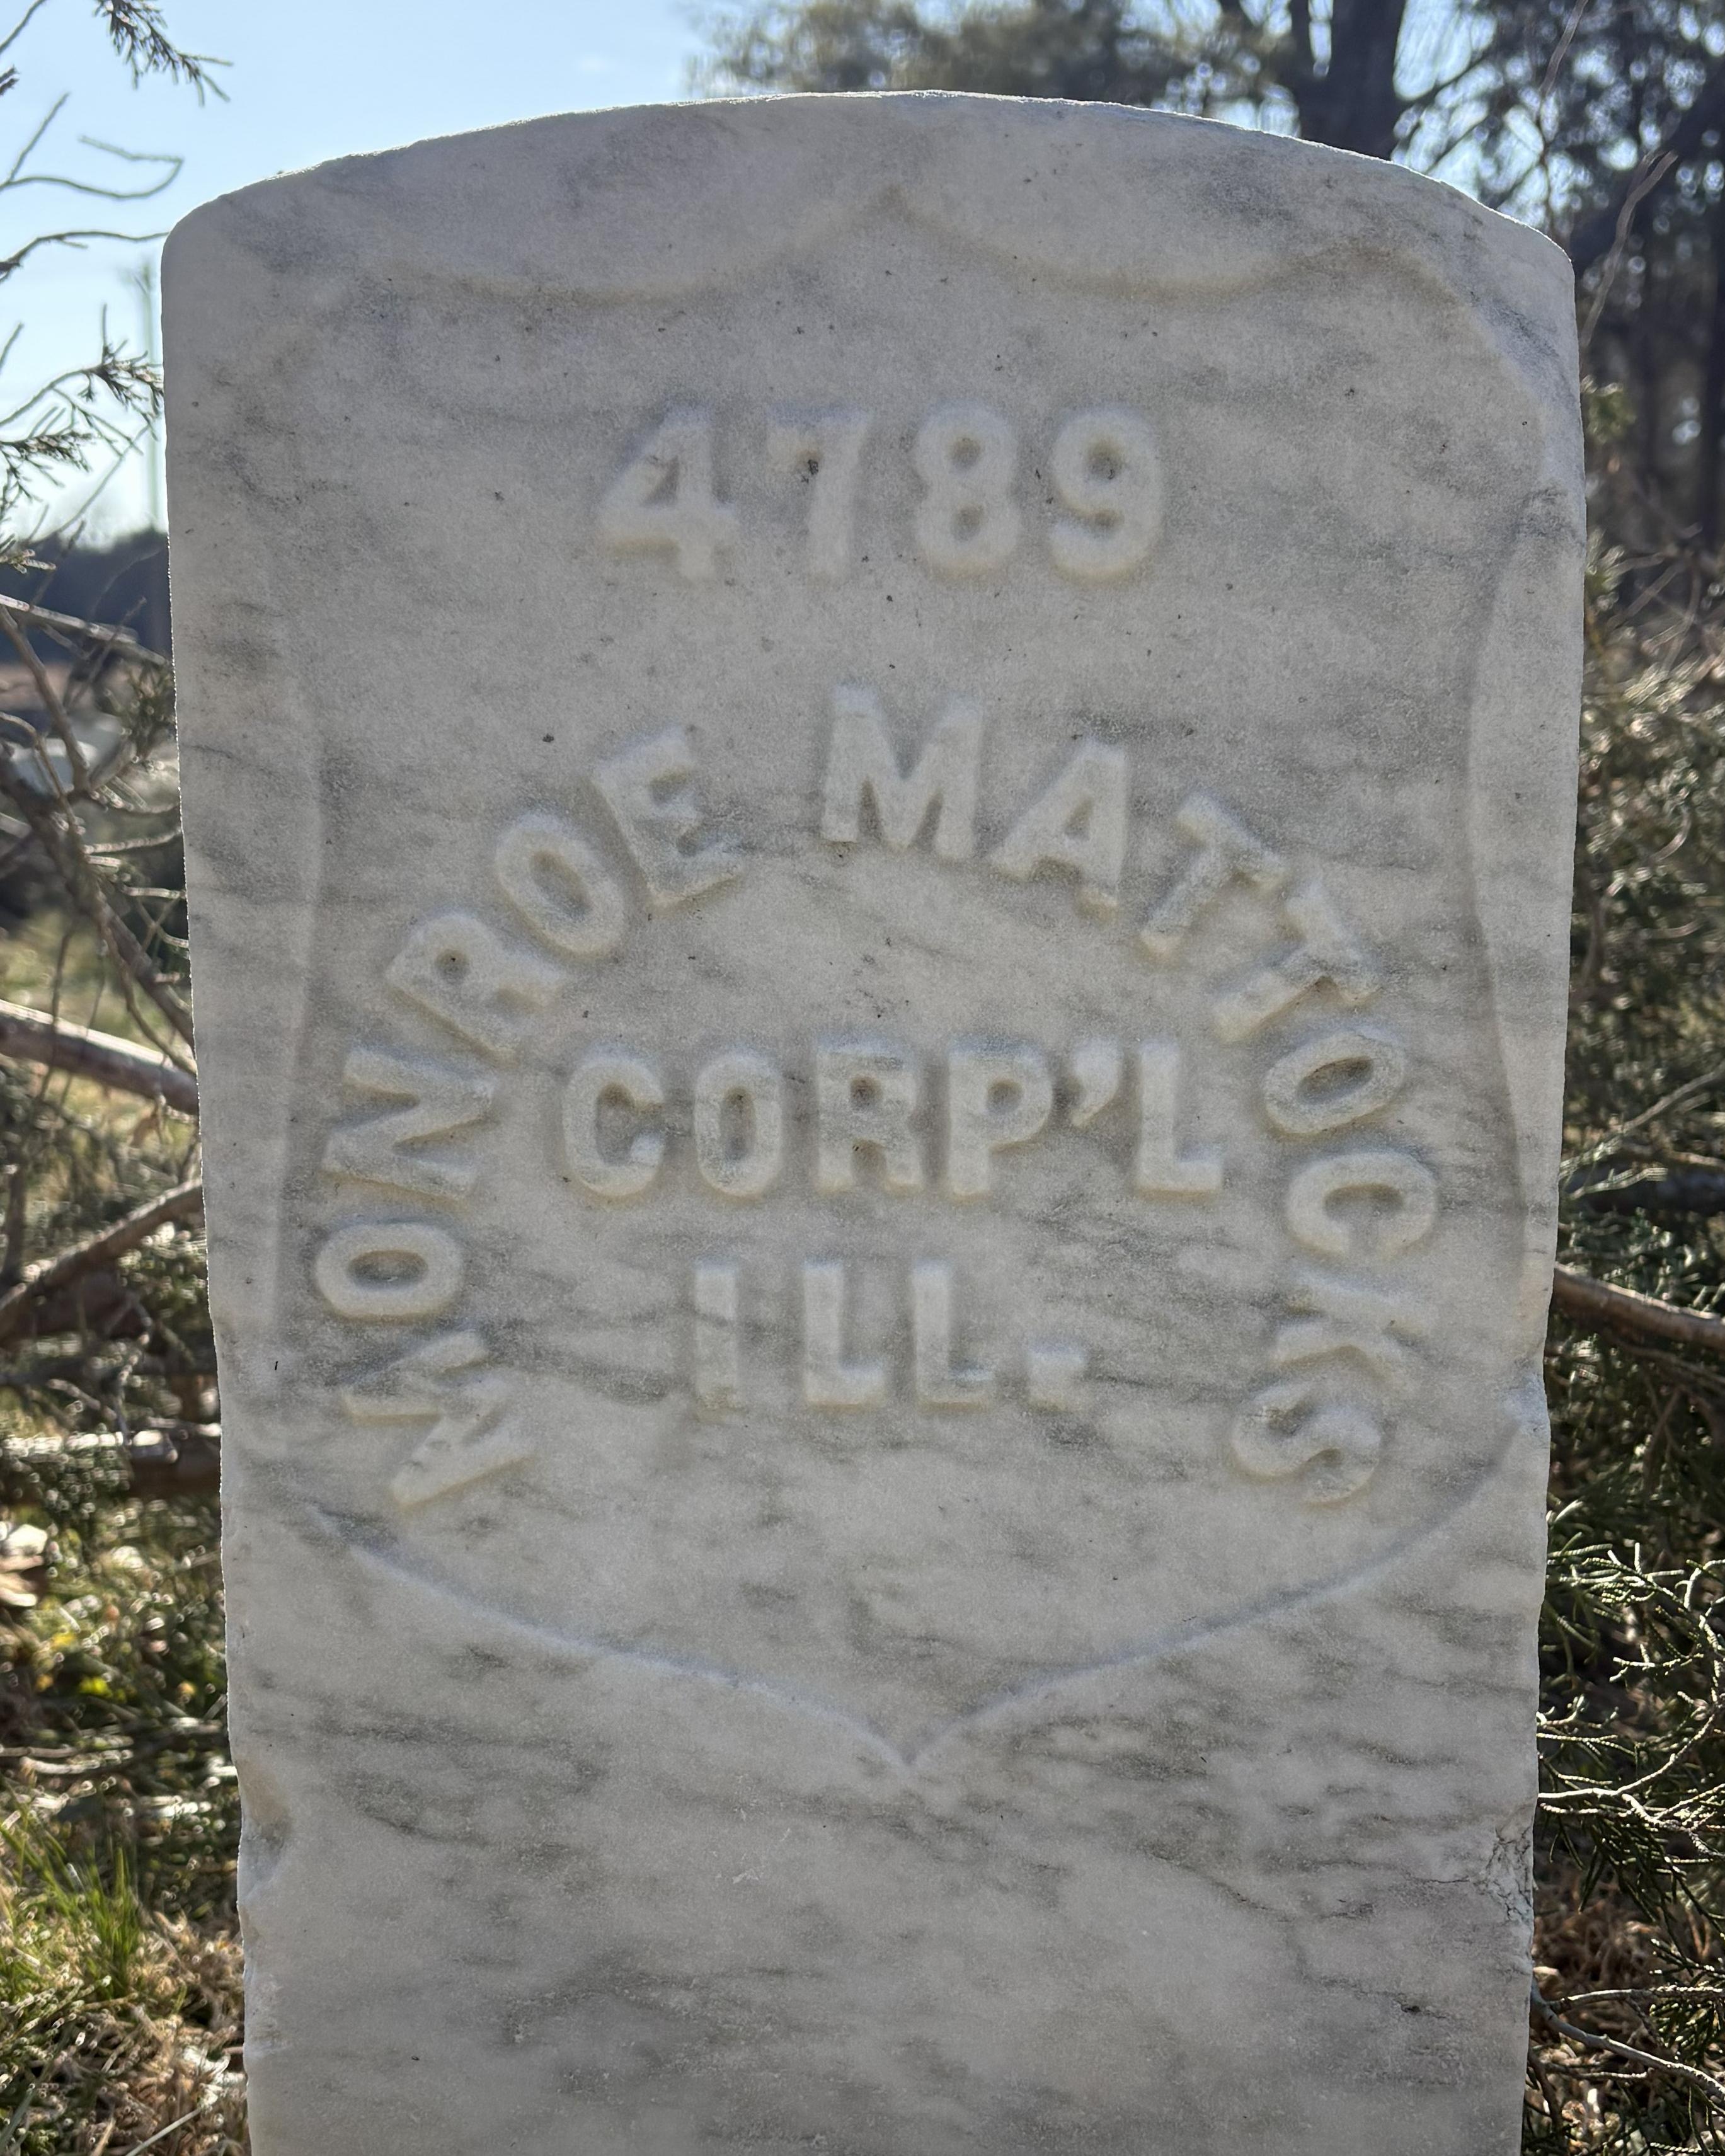 4789
MONROE MATTOCKS
CORP'L
ILL.